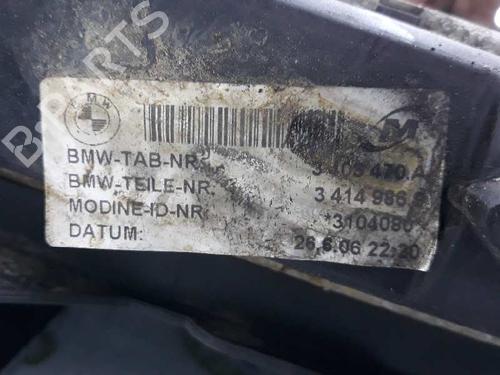 BMW
M
BMW-TAB-NR.
BMW-TEILE-NR. 3 414 986
MODINE-ID-NR. *3104080
DATUM: 26.6.06 22:20